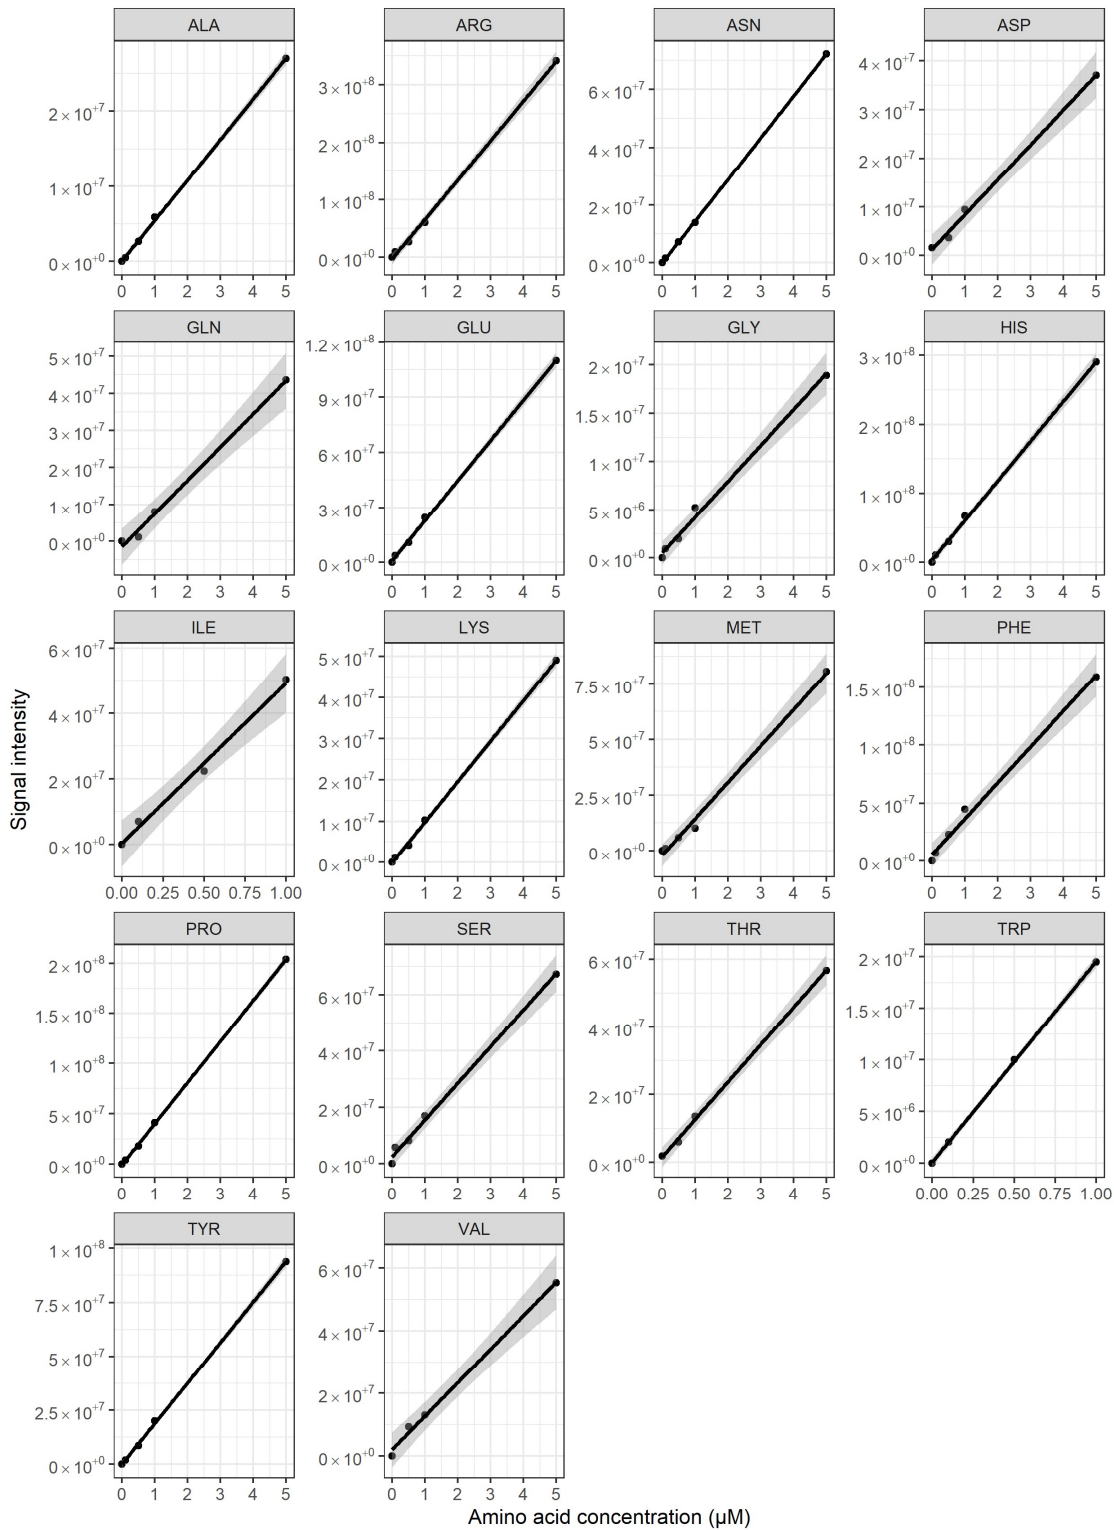 ALA ARG ASN ASP
2 × 10⁺⁷
1 × 10⁺⁷
0 × 10⁺⁰
0 1 2 3 4 5
3 × 10⁺⁸
2 × 10⁺⁸
1 × 10⁺⁸
0 × 10⁺⁰
0 1 2 3 4 5
6 × 10⁺⁷
4 × 10⁺⁷
2 × 10⁺⁷
0 × 10⁺⁰
0 1 2 3 4 5
4 × 10⁺⁷
3 × 10⁺⁷
2 × 10⁺⁷
1 × 10⁺⁷
0 × 10⁺⁰
0 1 2 3 4 5
GLN GLU GLY HIS
5 × 10⁺⁷
4 × 10⁺⁷
3 × 10⁺⁷
2 × 10⁺⁷
1 × 10⁺⁷
0 × 10⁺⁰
0 1 2 3 4 5
1.2 × 10⁺⁸
9 × 10⁺⁷
6 × 10⁺⁷
3 × 10⁺⁷
0 × 10⁺⁰
0 1 2 3 4 5
2 × 10⁺⁷
1.5 × 10⁺⁷
1 × 10⁺⁷
5 × 10⁺⁶
0 × 10⁺⁰
0 1 2 3 4 5
3 × 10⁺⁸
2 × 10⁺⁸
1 × 10⁺⁸
0 × 10⁺⁰
0 1 2 3 4 5
Signal intensity
ILE LYS MET PHE
6 × 10⁺⁷
4 × 10⁺⁷
2 × 10⁺⁷
0 × 10⁺⁰
0.00 0.25 0.50 0.75 1.00
5 × 10⁺⁷
4 × 10⁺⁷
3 × 10⁺⁷
2 × 10⁺⁷
1 × 10⁺⁷
0 × 10⁺⁰
0 1 2 3 4 5
7.5 × 10⁺⁷
5 × 10⁺⁷
2.5 × 10⁺⁷
0 × 10⁺⁰
0 1 2 3 4 5
1.5 × 10⁺⁸
1 × 10⁺⁸
5 × 10⁺⁷
0 × 10⁺⁰
0 1 2 3 4 5
PRO SER THR TRP
2 × 10⁺⁸
1.5 × 10⁺⁸
1 × 10⁺⁸
5 × 10⁺⁷
0 × 10⁺⁰
0 1 2 3 4 5
6 × 10⁺⁷
4 × 10⁺⁷
2 × 10⁺⁷
0 × 10⁺⁰
0 1 2 3 4 5
6 × 10⁺⁷
4 × 10⁺⁷
2 × 10⁺⁷
0 × 10⁺⁰
0 1 2 3 4 5
2 × 10⁺⁷
1.5 × 10⁺⁷
1 × 10⁺⁷
5 × 10⁺⁶
0 × 10⁺⁰
0.00 0.25 0.50 0.75 1.00
TYR VAL
1 × 10⁺⁸
7.5 × 10⁺⁷
5 × 10⁺⁷
2.5 × 10⁺⁷
0 × 10⁺⁰
0 1 2 3 4 5
6 × 10⁺⁷
4 × 10⁺⁷
2 × 10⁺⁷
0 × 10⁺⁰
0 1 2 3 4 5
Amino acid concentration (µM)